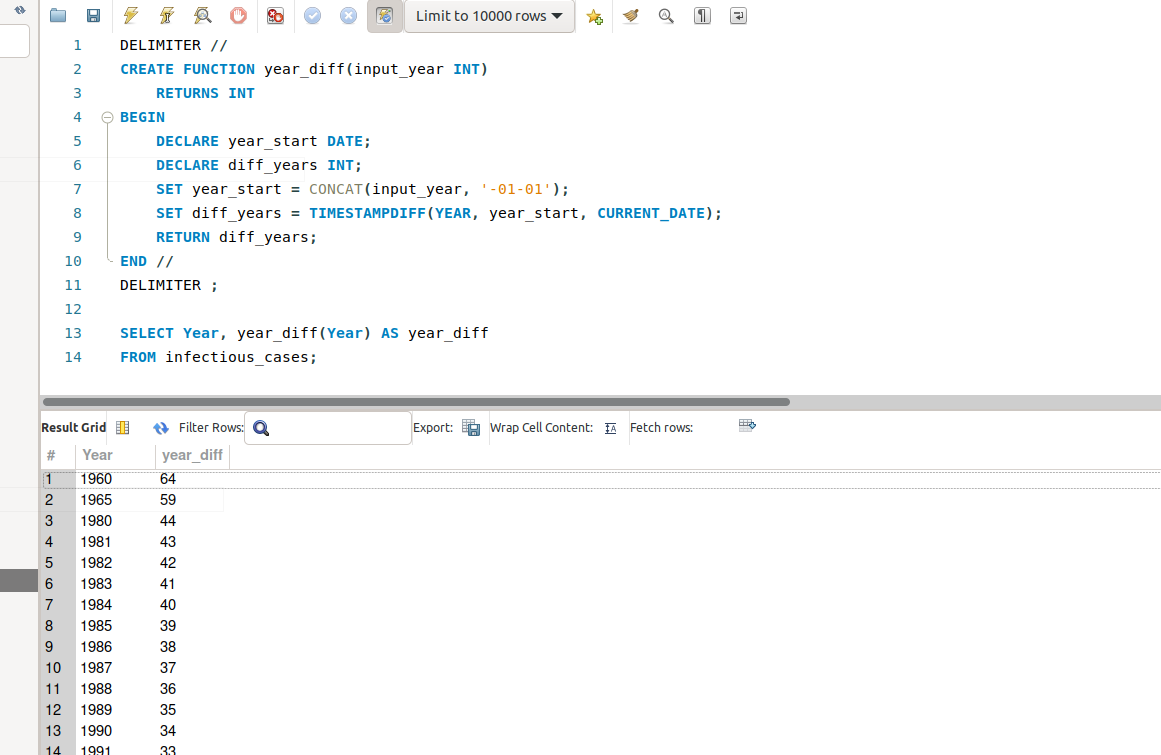 Limit to 10000 rows
1 DELIMITER //
2 CREATE FUNCTION year_diff(input_year INT)
3 RETURNS INT
4 BEGIN
5 DECLARE year_start DATE;
6 DECLARE diff_years INT;
7 SET year_start = CONCAT(input_year, '-01-01');
8 SET diff_years = TIMESTAMPDIFF(YEAR, year_start, CURRENT_DATE);
9 RETURN diff_years;
10 END //
11 DELIMITER ;
12
13 SELECT Year, year_diff(Year) AS year_diff
14 FROM infectious_cases;
Result Grid Filter Rows: Export: Wrap Cell Content: Fetch rows:
# Year year_diff
1 1960 64
2 1965 59
3 1980 44
4 1981 43
5 1982 42
6 1983 41
7 1984 40
8 1985 39
9 1986 38
10 1987 37
11 1988 36
12 1989 35
13 1990 34
14 1991 33